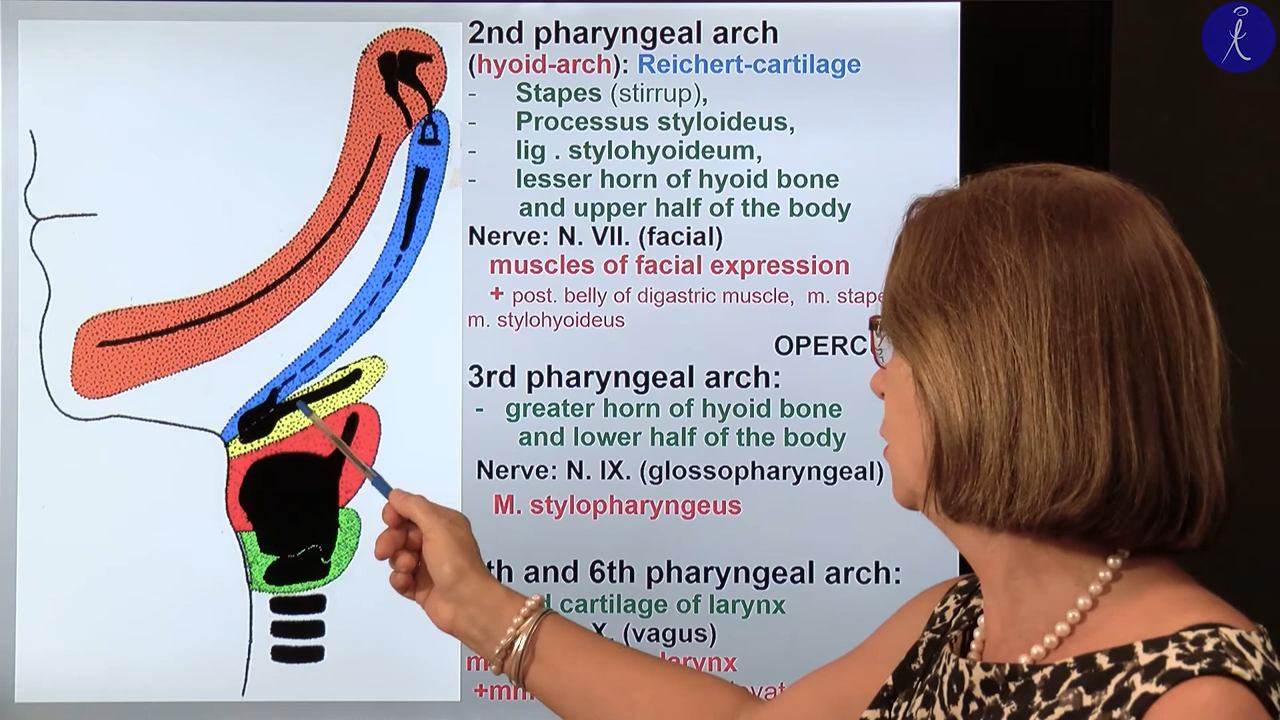 2nd pharyngeal arch
(hyoid-arch): Reichert-cartilage
- Stapes (stirrup),
- Processus styloideus,
- lig . stylohyoideum,
- lesser horn of hyoid bone
and upper half of the body
Nerve: N. VII. (facial)
muscles of facial expression
+ post. belly of digastric muscle, m.
m. stylohyoideus
3rd pharyngeal arch:
- greater horn of hyoid bone
and lower half of the body
Nerve: N. IX. (glossopharyngeal)
M. stylopharyngeus
and 6th pharyngeal arch:
cartilage of larynx
X. (vagus)
larynx